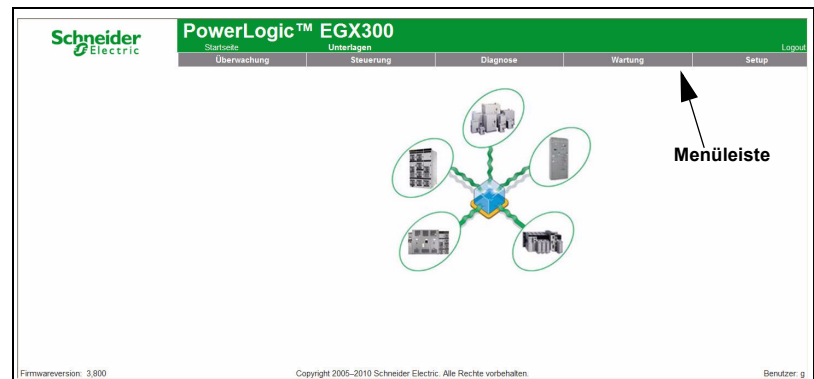 Schneider
Electric
PowerLogic™ EGX300
Startseite Unterlagen Logout
Überwachung Steuerung Diagnose Wartung Setup
Menüleiste
Firmwareversion: 3,800 Copyright 2005–2010 Schneider Electric. Alle Rechte vorbehalten. Benutzer: g